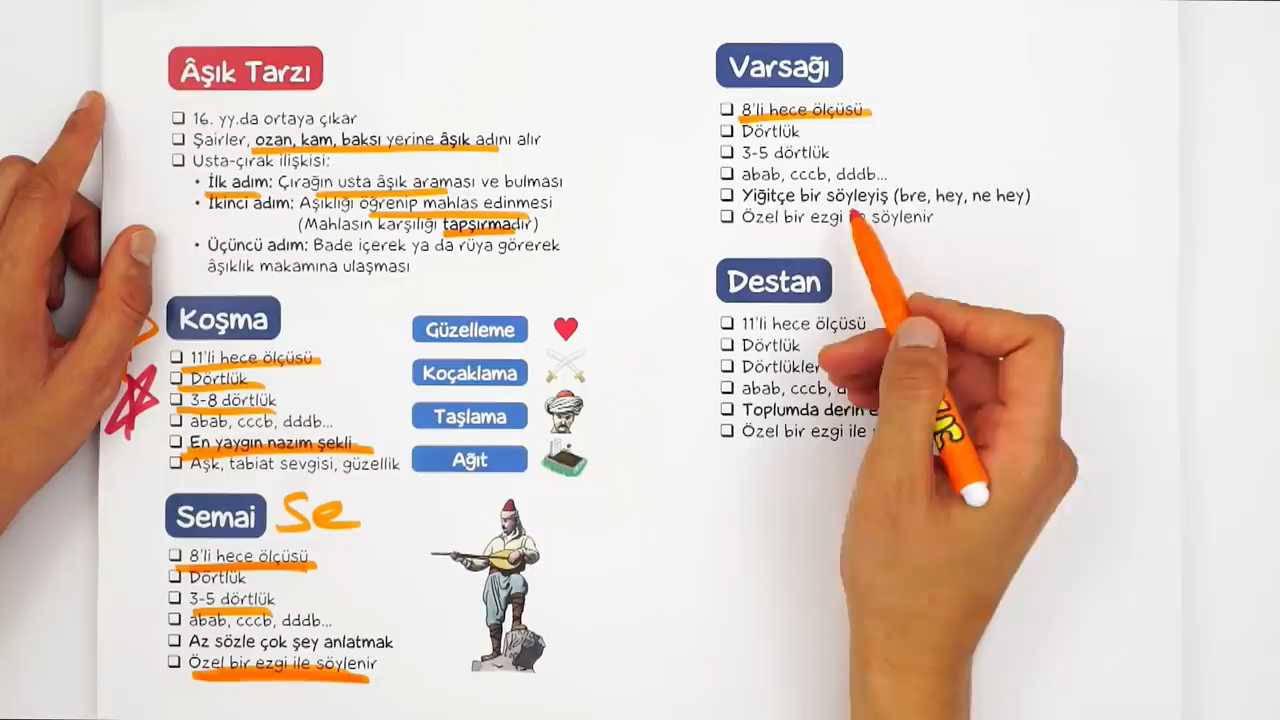 Âşık Tarzı
16. yy.da ortaya çıkar
Şairler, ozan, kam, baksı yerine âşık adını alır
Usta-çırak ilişkisi:
• İlk adım: Çırağın usta âşık araması ve bulması
• İkinci adım: Aşıklığı öğrenip mahlas edinmesi
(Mahlasın karşılığı tapşırmadır)
• Üçüncü adım: Bade içerek ya da rüya görerek
âşıklık makamına ulaşması
Koşma
11'li hece ölçüsü
Dörtlük
3-8 dörtlük
abab, cccb, dddb...
En yaygın nazım şekli
Aşk, tabiat sevgisi, güzellik
Güzelleme
Koçaklama
Taşlama
Ağıt
Semai Se
8'li hece ölçüsü
Dörtlük
3-5 dörtlük
abab, cccb, dddb...
Az sözle çok şey anlatmak
Özel bir ezgi ile söylenir
Varsağı
8'li hece ölçüsü
Dörtlük
3-5 dörtlük
abab, cccb, dddb...
Yiğitçe bir söyleyiş (bre, hey, ne hey)
Özel bir ezgi söylenir
Destan
11'li hece ölçüsü
Dörtlük
Dörtlükler
abab, cccb,
Toplumda derin
Özel bir ezgi ile